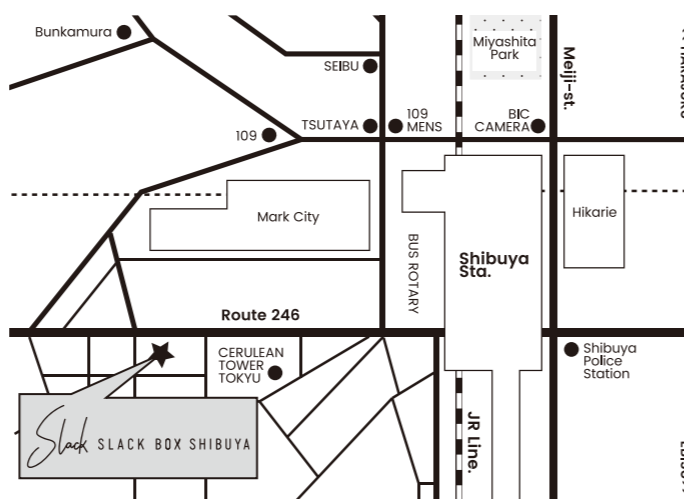 Bunkamura
SEIBU
Miyashita
Park
Meiji-st.
109
TSUTAYA
109
MENS
BIC
CAMERA
Mark City
BUS ROTARY
Shibuya
Sta.
Hikarie
Route 246
CERULEAN
TOWER
TOKYU
Shibuya
Police
Station
JR Line.
Slack SLACK BOX SHIBUYA